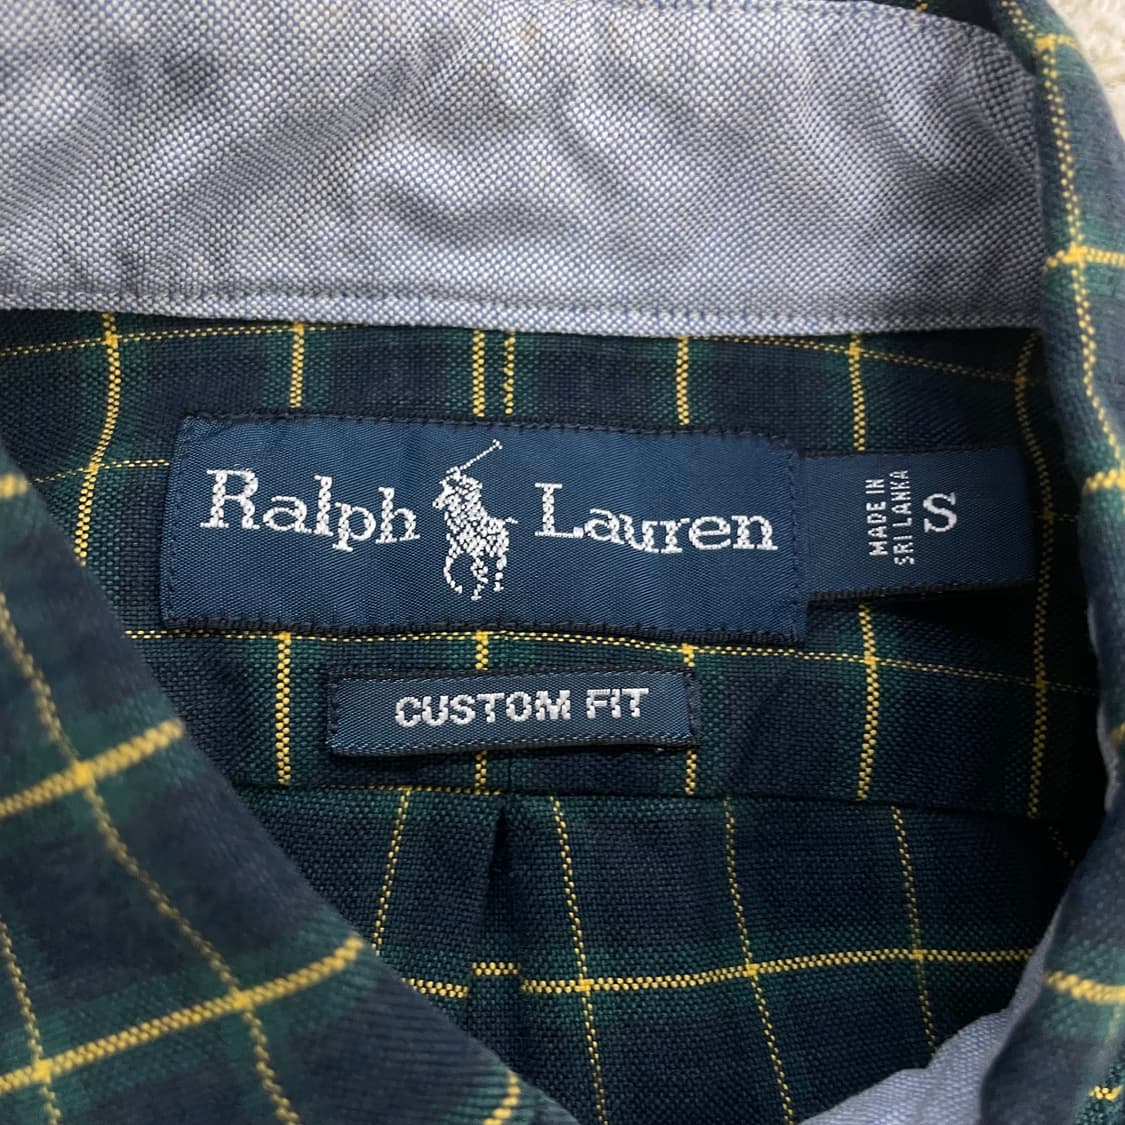 Ralph Lauren
MADE IN
SRI LANKA
S
CUSTOM FIT